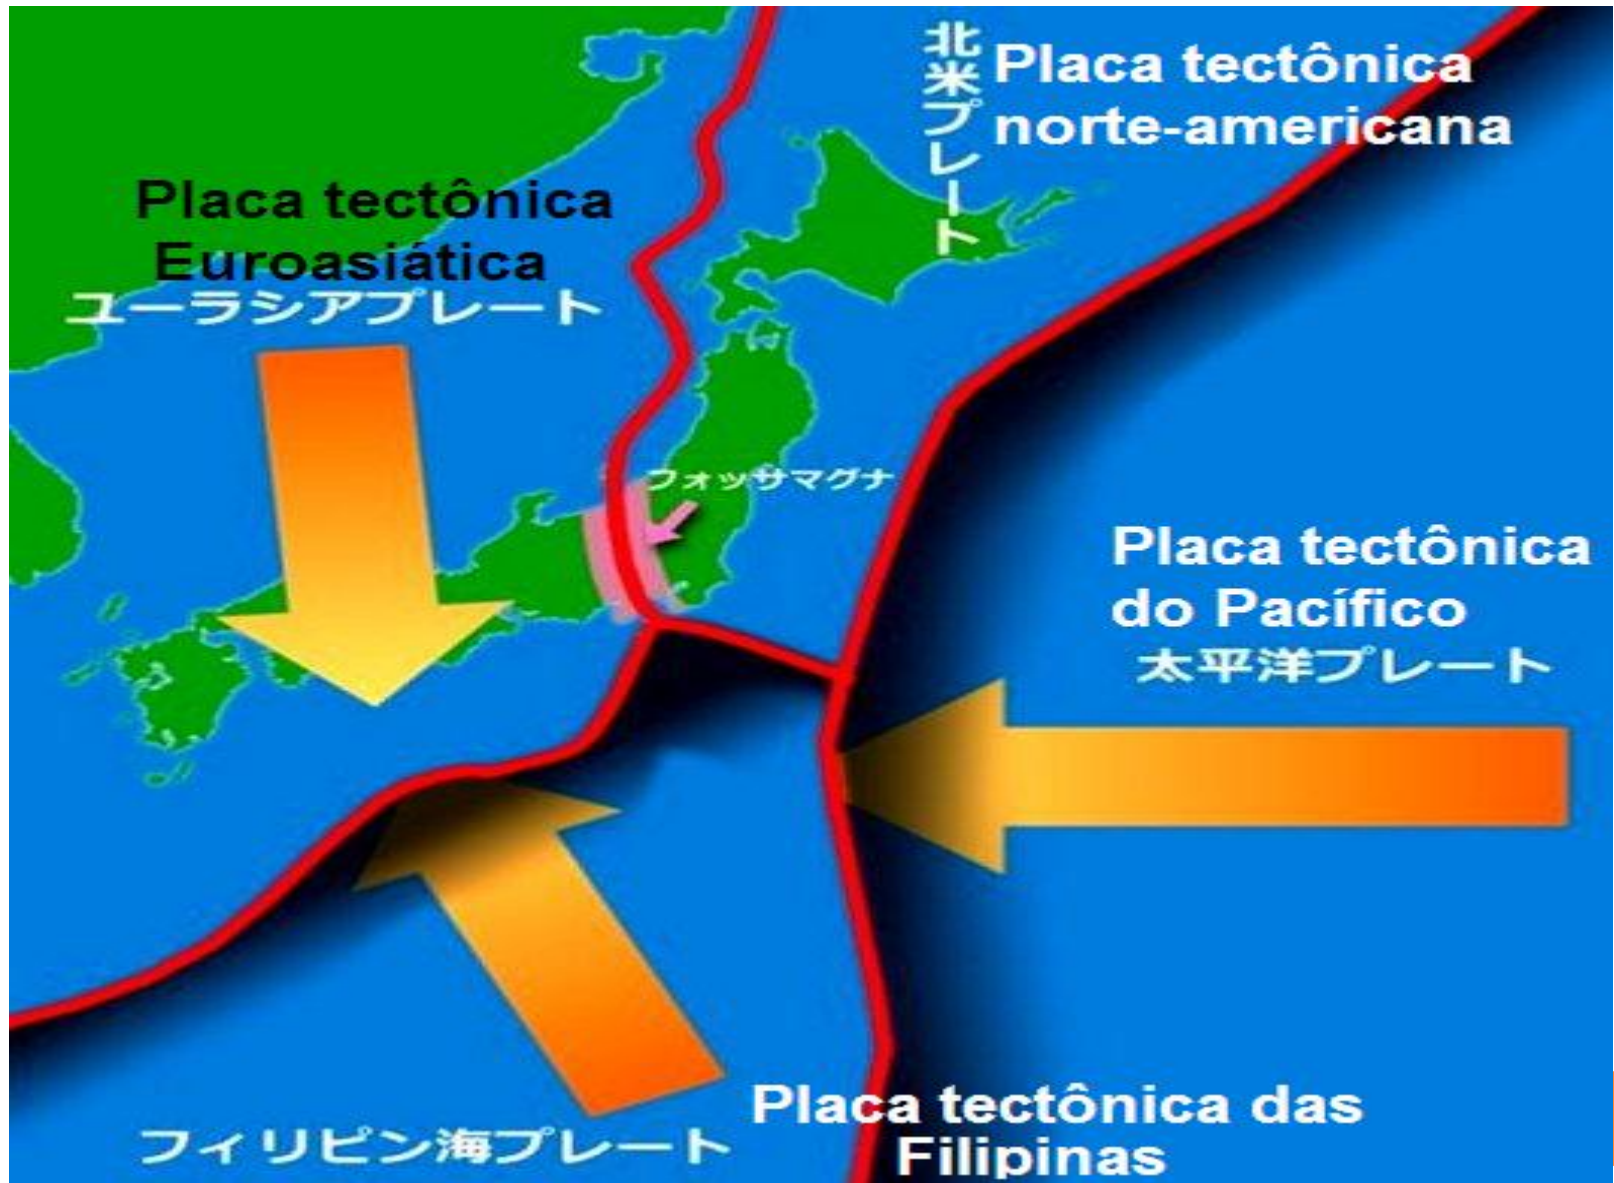 北米プレート
Placa tectônica
norte-americana
Placa tectônica
Euroasiática
ユーラシアプレート
フォッサマグナ
Placa tectônica
do Pacífico
太平洋プレート
Placa tectônica das
Filipinas
フィリピン海プレート